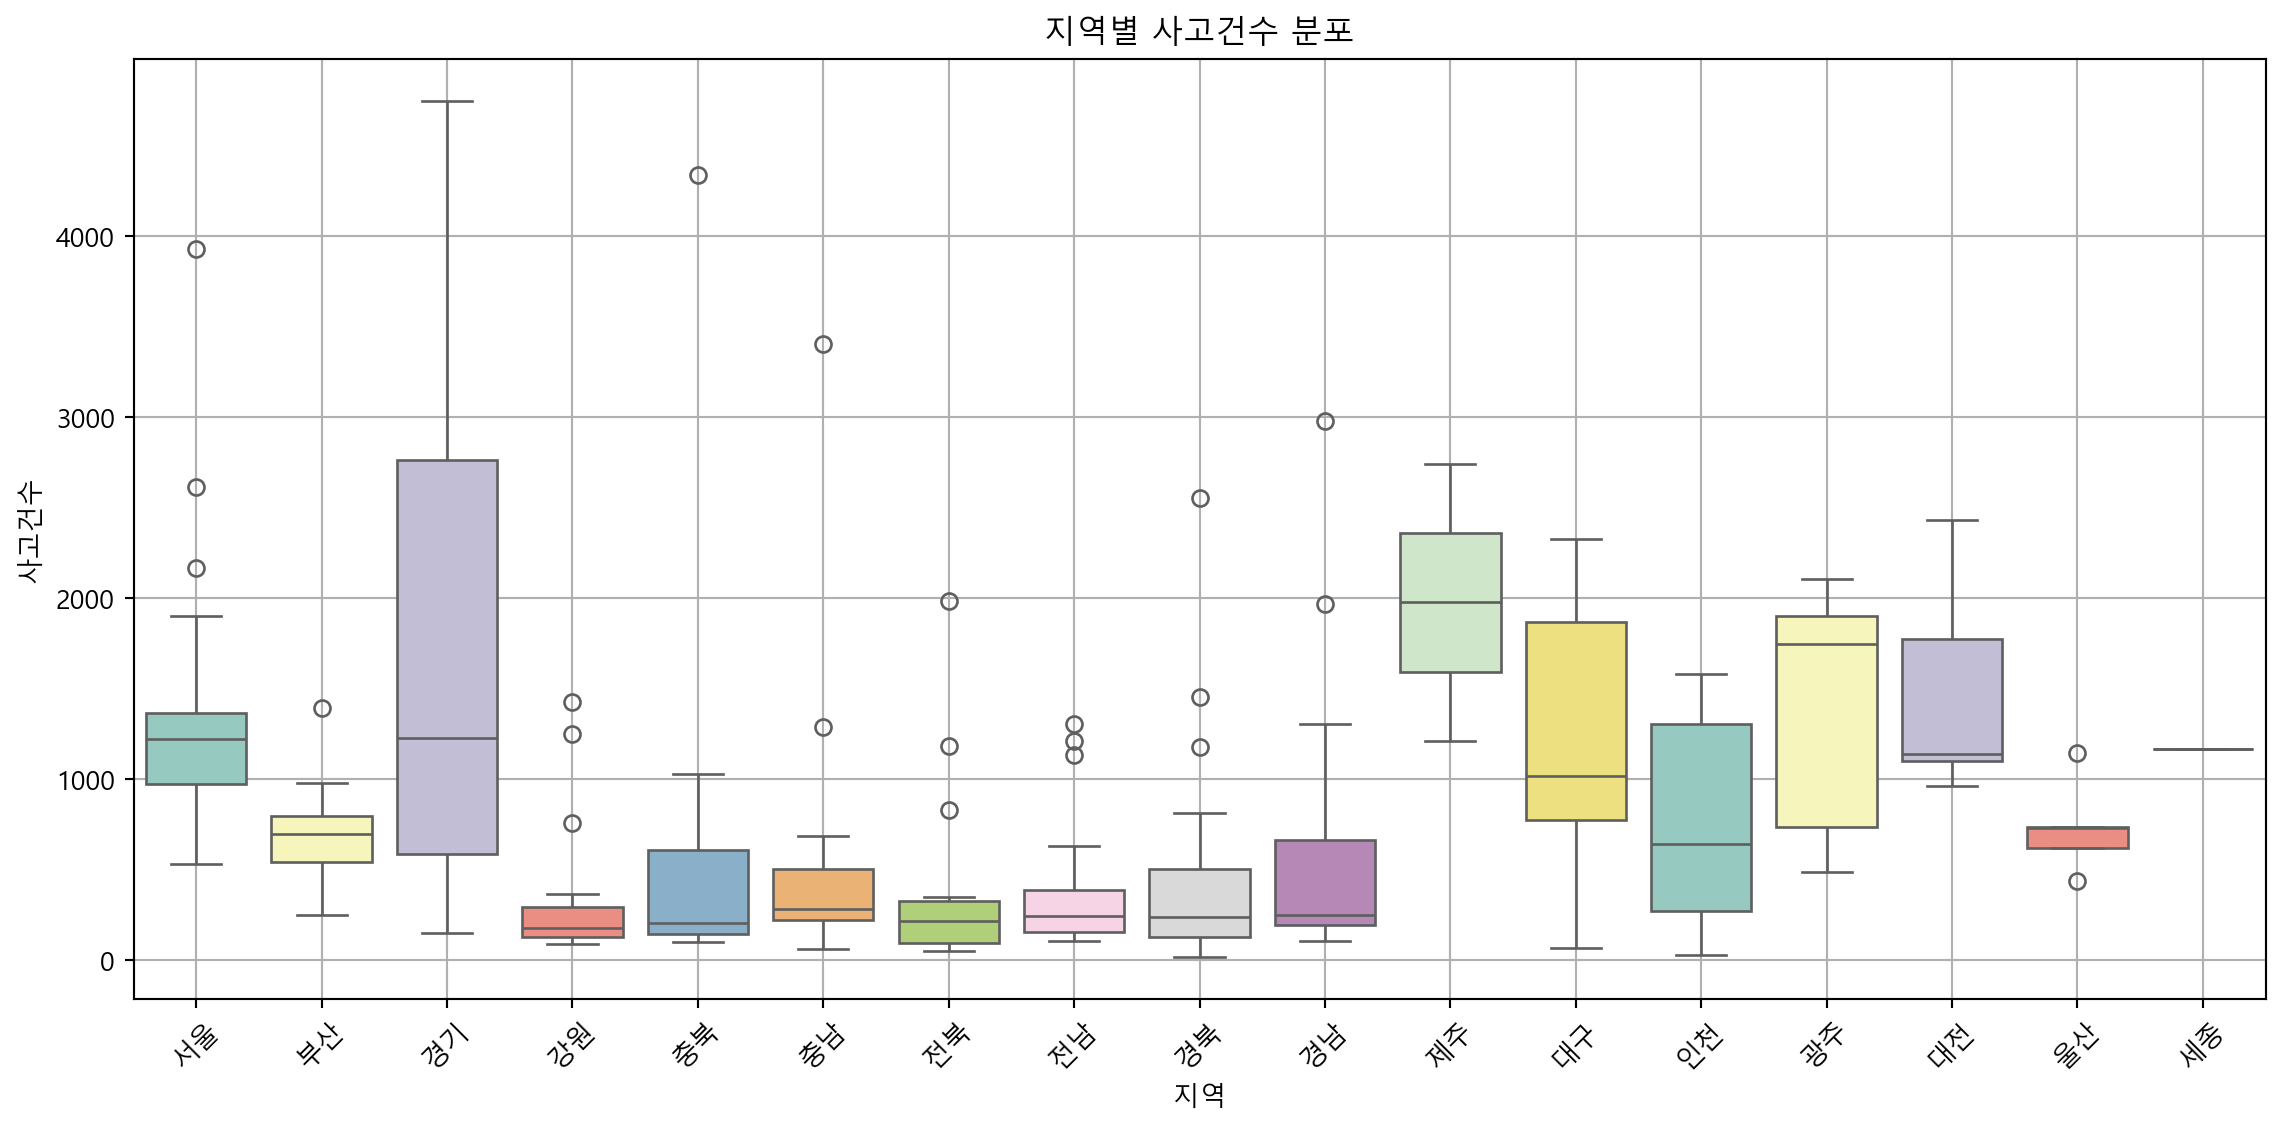 지역별 사고건수 분포
사고건수
4000
3000
2000
1000
0
서울 부산 경기 강원 충북 충남 전북 전남 경북 경남 제주 대구 인천 광주 대전 울산 세종
지역